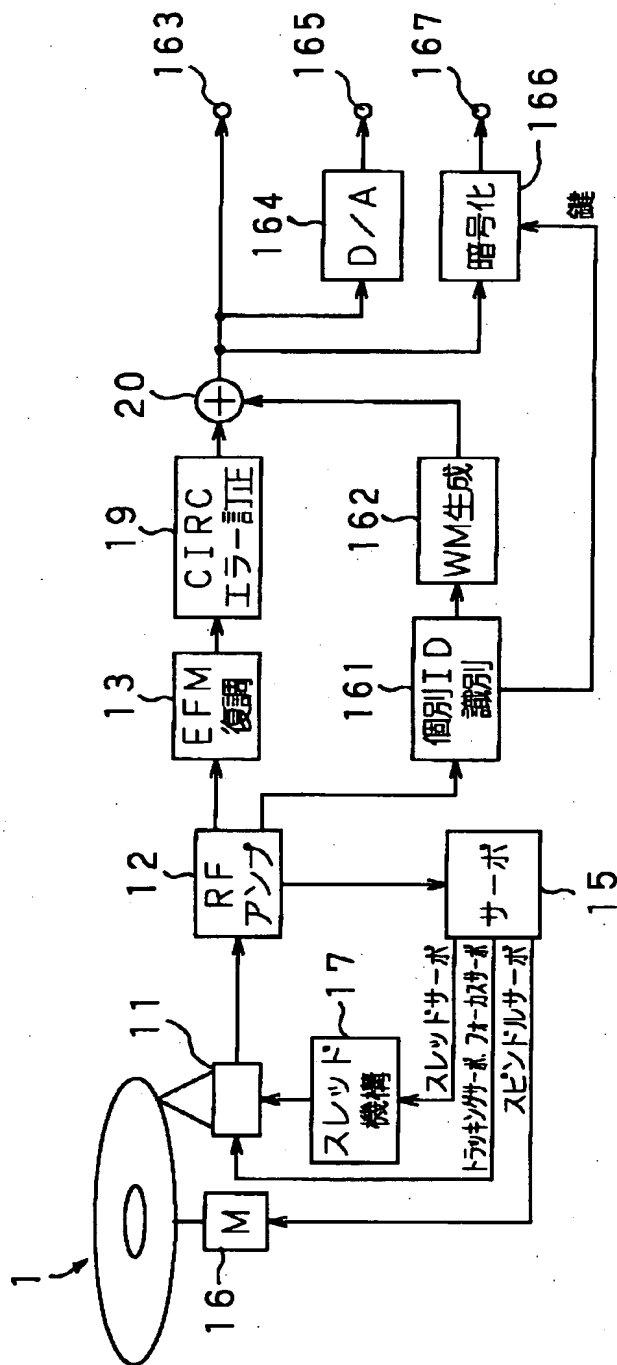 1
16
M
11
スレッド
機構
17
スレッドサーボ
トラッキングサーボ、フォーカスサーボ
スピンドルサーボ
サーボ
15
12
RF
アンプ
13
EFM
復調
19
CIRC
エラー訂正
20
+
161
個別ID
識別
162
WM生成
163
164
D/A
165
暗号化
166
167
鍵